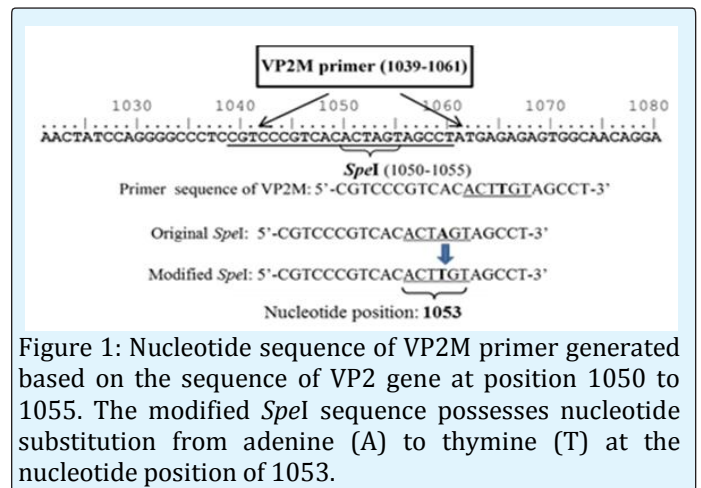 VP2M primer (1039-1061)
1030 1040 1050 1060 1070 1080
AACTATCCAGGGGCCCTCCGTCCCGTCACACTAGTAGCCTATGAGAGAGTGGCAACAGGA
SpeI (1050-1055)
Primer sequence of VP2M: 5’-CGTCCCGTCACACTTGTAGCCT-3’
Original SpeI: 5’-CGTCCCGTCACACTAGTAGCCT-3’
Modified SpeI: 5’-CGTCCCGTCACACTTGTAGCCT-3’
Nucleotide position: 1053
Figure 1: Nucleotide sequence of VP2M primer generated
based on the sequence of VP2 gene at position 1050 to
1055. The modified SpeI sequence possesses nucleotide
substitution from adenine (A) to thymine (T) at the
nucleotide position of 1053.